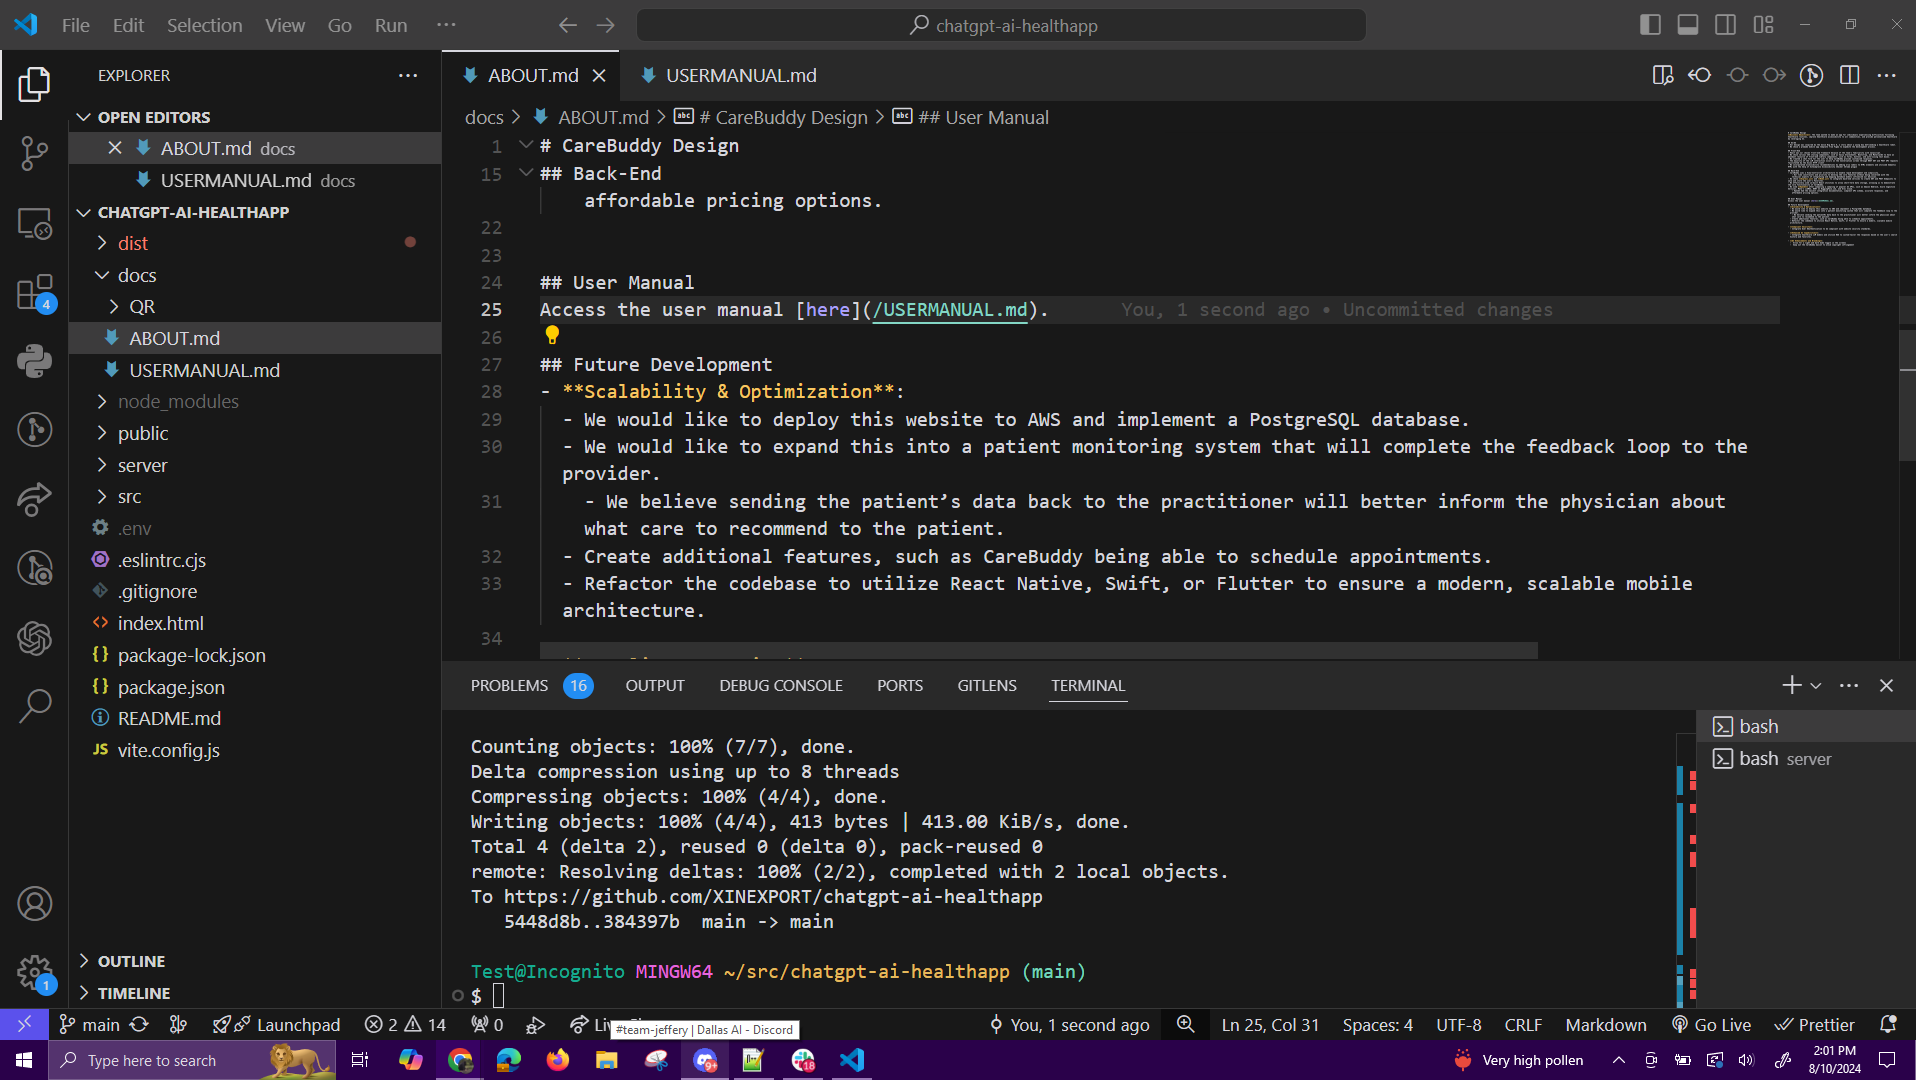 File Edit Selection View Go Run ···
chatgpt-ai-healthapp
EXPLORER
OPEN EDITORS
ABOUT.md docs
USERMANUAL.md docs
CHATGPT-AI-HEALTHAPP
dist
docs
QR
ABOUT.md
USERMANUAL.md
node_modules
public
server
src
.env
.eslintrc.cjs
.gitignore
index.html
package-lock.json
package.json
README.md
JS vite.config.js
OUTLINE
TIMELINE
4
1
ABOUT.md USERMANUAL.md
docs > ABOUT.md > # CareBuddy Design > ## User Manual
1 # CareBuddy Design
15 ## Back-End
affordable pricing options.
22
23
24 ## User Manual
25 Access the user manual [here](/USERMANUAL.md). You, 1 second ago • Uncommitted changes
26
27 ## Future Development
28 - **Scalability & Optimization**:
29 - We would like to deploy this website to AWS and implement a PostgreSQL database.
30 - We would like to expand this into a patient monitoring system that will complete the feedback loop to the
provider.
31 - We believe sending the patient’s data back to the practitioner will better inform the physician about
what care to recommend to the patient.
32 - Create additional features, such as CareBuddy being able to schedule appointments.
33 - Refactor the codebase to utilize React Native, Swift, or Flutter to ensure a modern, scalable mobile
architecture.
34
PROBLEMS 16 OUTPUT DEBUG CONSOLE PORTS GITLENS TERMINAL
Counting objects: 100% (7/7), done.
Delta compression using up to 8 threads
Compressing objects: 100% (4/4), done.
Writing objects: 100% (4/4), 413 bytes | 413.00 KiB/s, done.
Total 4 (delta 2), reused 0 (delta 0), pack-reused 0
remote: Resolving deltas: 100% (2/2), completed with 2 local objects.
To https://github.com/XINEXPORT/chatgpt-ai-healthapp
5448d8b..384397b main -> main
Test@Incognito MINGW64 ~/src/chatgpt-ai-healthapp (main)
$
bash
bash server
main Launchpad 2 14 0 Li
#team-jeffery | Dallas AI - Discord
You, 1 second ago Ln 25, Col 31 Spaces: 4 UTF-8 CRLF Markdown Go Live Prettier
Type here to search
9+
18
Very high pollen
2:01 PM
8/10/2024